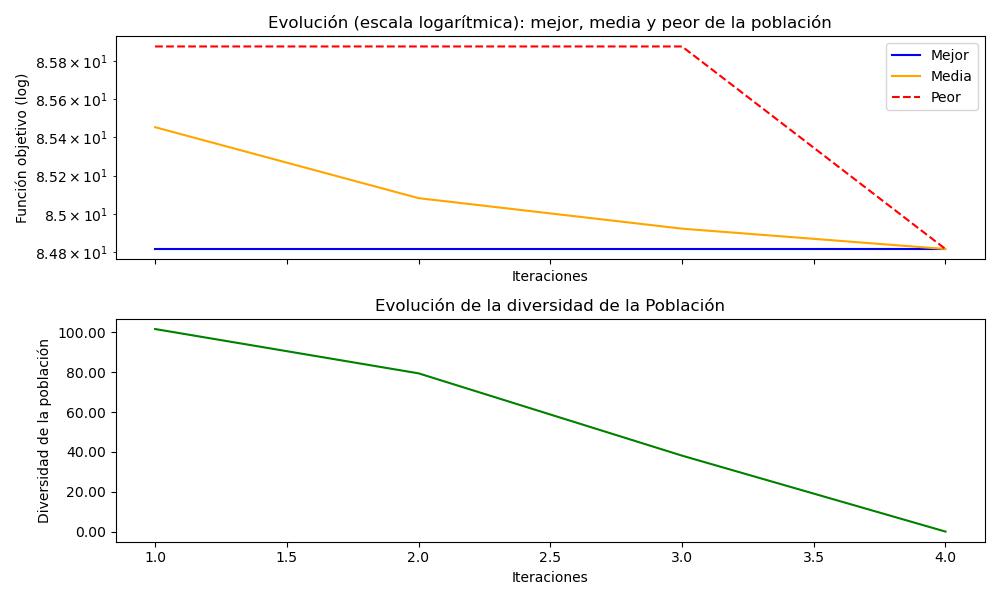 Evolución (escala logarítmica): mejor, media y peor de la población
Función objetivo (log)
8.58 × 10¹
8.56 × 10¹
8.54 × 10¹
8.52 × 10¹
8.5 × 10¹
8.48 × 10¹
Mejor
Media
Peor
Iteraciones
Evolución de la diversidad de la Población
Diversidad de la población
100.00
80.00
60.00
40.00
20.00
0.00
1.0 1.5 2.0 2.5 3.0 3.5 4.0
Iteraciones